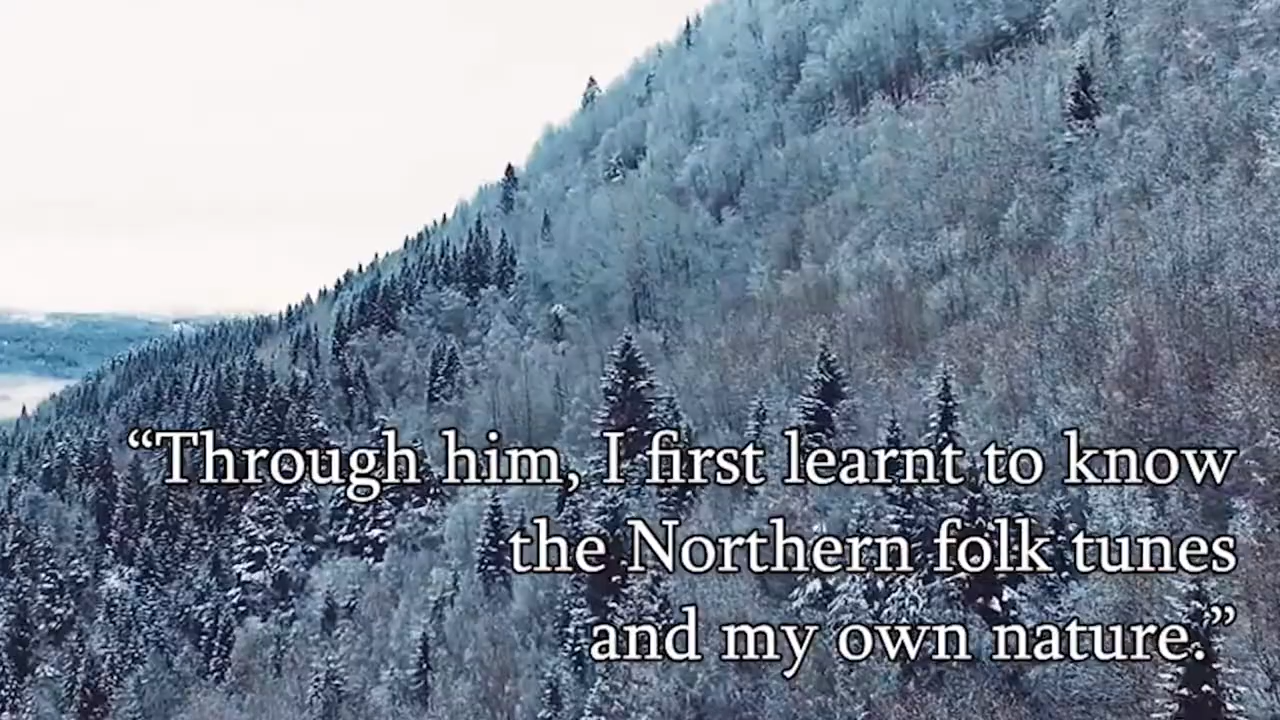 “Through him, I first learnt to know
the Northern folk tunes
and my own nature.”